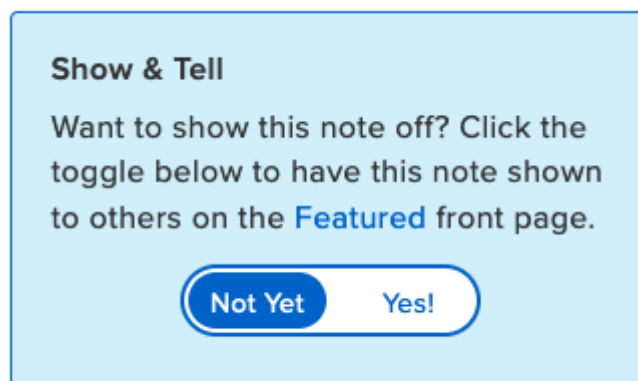 Show & Tell
Want to show this note off? Click the
toggle below to have this note shown
to others on the Featured front page.
Not Yet Yes!